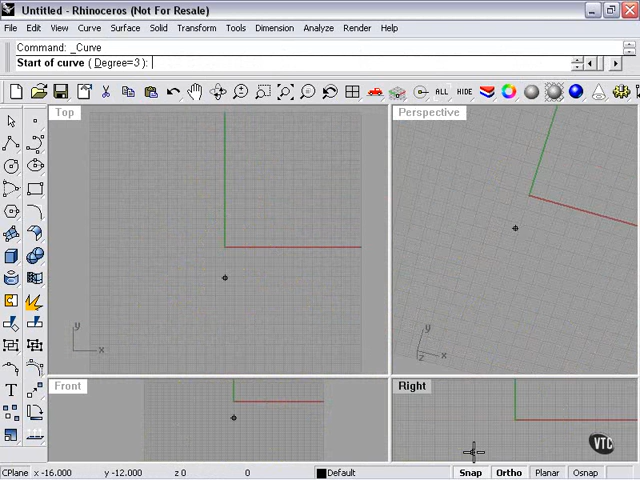 Untitled - Rhinoceros (Not For Resale)
File Edit View Curve Surface Solid Transform Tools Dimension Analyze Render Help
Command: _Curve
Start of curve ( Degree=3 ):
ALL HIDE
Top
Perspective
y
x
y
z
x
Front
Right
T
VTC
CPlane x -16.000 y -12.000 z 0 0 Default Snap Ortho Planar Osnap